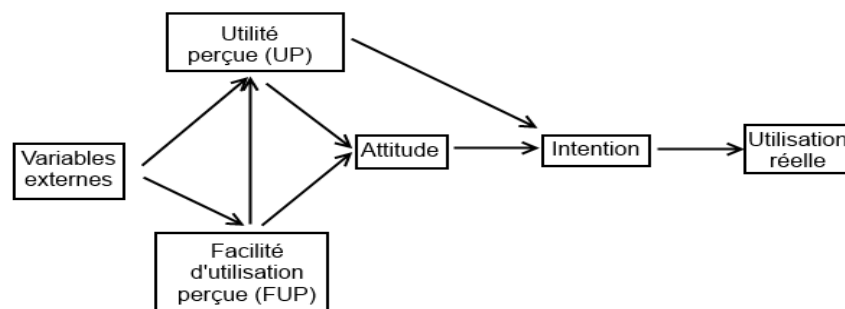 Utilité
perçue (UP)
Variables
externes
Attitude
Intention
Utilisation
réelle
Facilité
d'utilisation
perçue (FUP)